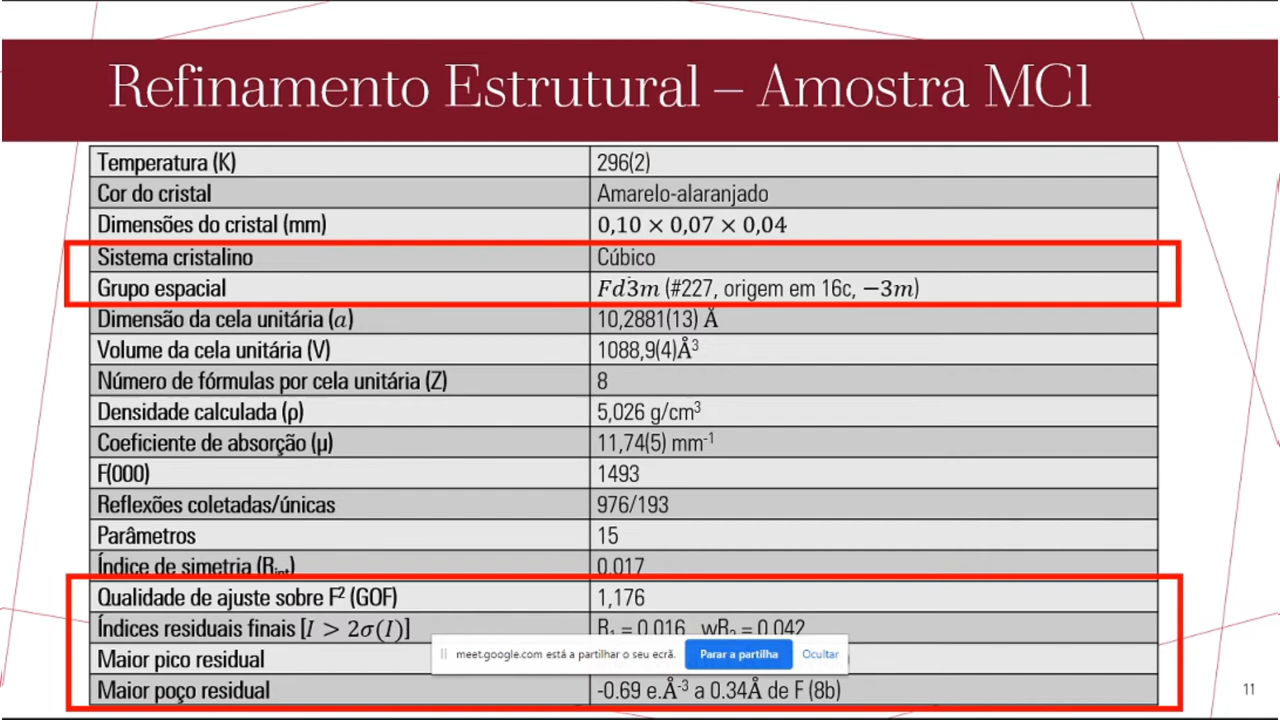 Refinamento Estrutural – Amostra MC1
Temperatura (K) 296(2)
Cor do cristal Amarelo-alaranjado
Dimensões do cristal (mm) 0,10 × 0,07 × 0,04
Sistema cristalino Cúbico
Grupo espacial Fd3̇m (#227, origem em 16c, −3m)
Dimensão da cela unitária (a) 10,2881(13) Å
Volume da cela unitária (V) 1088,9(4)Å³
Número de fórmulas por cela unitária (Z) 8
Densidade calculada (ρ) 5,026 g/cm³
Coeficiente de absorção (μ) 11,74(5) mm⁻¹
F(000) 1493
Reflexões coletadas/únicas 976/193
Parâmetros 15
Índice de simetria (Rint) 0,017
Qualidade de ajuste sobre F² (GOF) 1,176
Índices residuais finais [I > 2σ(I)] R₁ = 0,016 wR₂ = 0,042
Maior pico residual
meet.google.com está a partilhar o seu ecrã. Parar a partilha Ocultar
Maior poço residual -0.69 e.Å⁻³ a 0.34Å de F (8b)
11